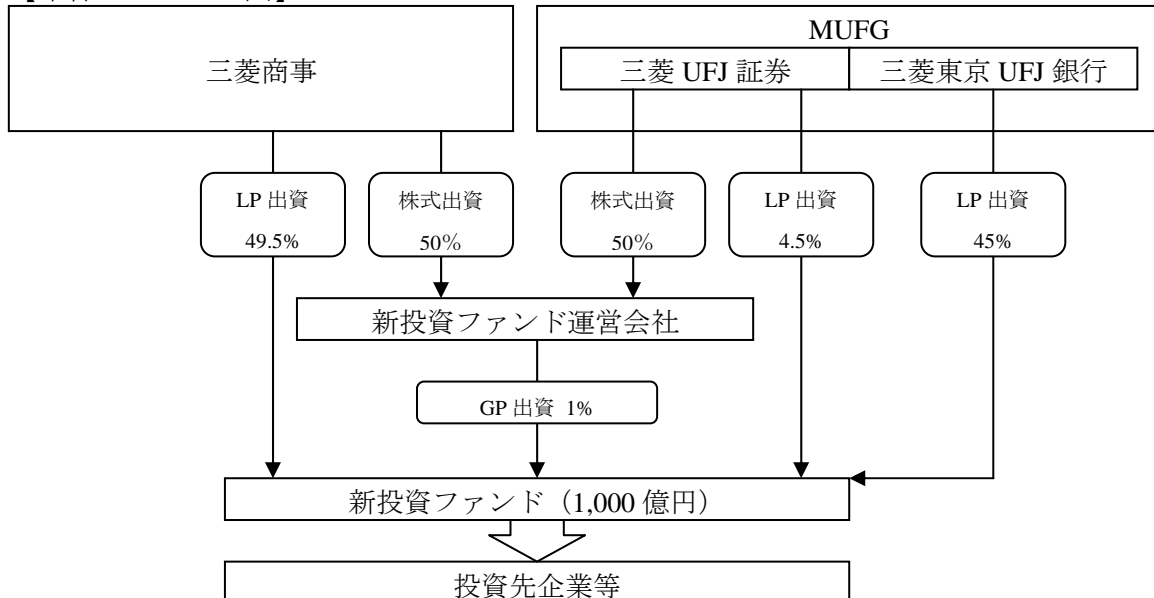 三菱商事
MUFG
三菱 UFJ 証券
三菱東京 UFJ 銀行
LP 出資
49.5%
株式出資
50%
株式出資
50%
LP 出資
4.5%
LP 出資
45%
新投資ファンド運営会社
GP 出資 1%
新投資ファンド（1,000 億円）
投資先企業等